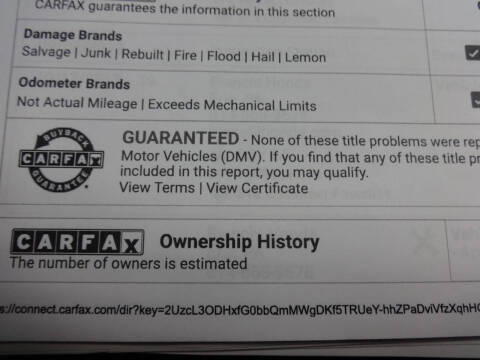 CARFAX guarantees the information in this section
Damage Brands
Salvage | Junk | Rebuilt | Fire | Flood | Hail | Lemon
Odometer Brands
Not Actual Mileage | Exceeds Mechanical Limits
BUYBACK
CARFAX
GUARANTEE
GUARANTEED - None of these title problems were rep
Motor Vehicles (DMV). If you find that any of these title pr
included in this report, you may qualify.
View Terms | View Certificate
CARFAX Ownership History
The number of owners is estimated
s://connect.carfax.com/dir?key=2UzcL3ODHxfG0bbQmMWgDKf5TRUeY-hhZPaDviVfzXqhH